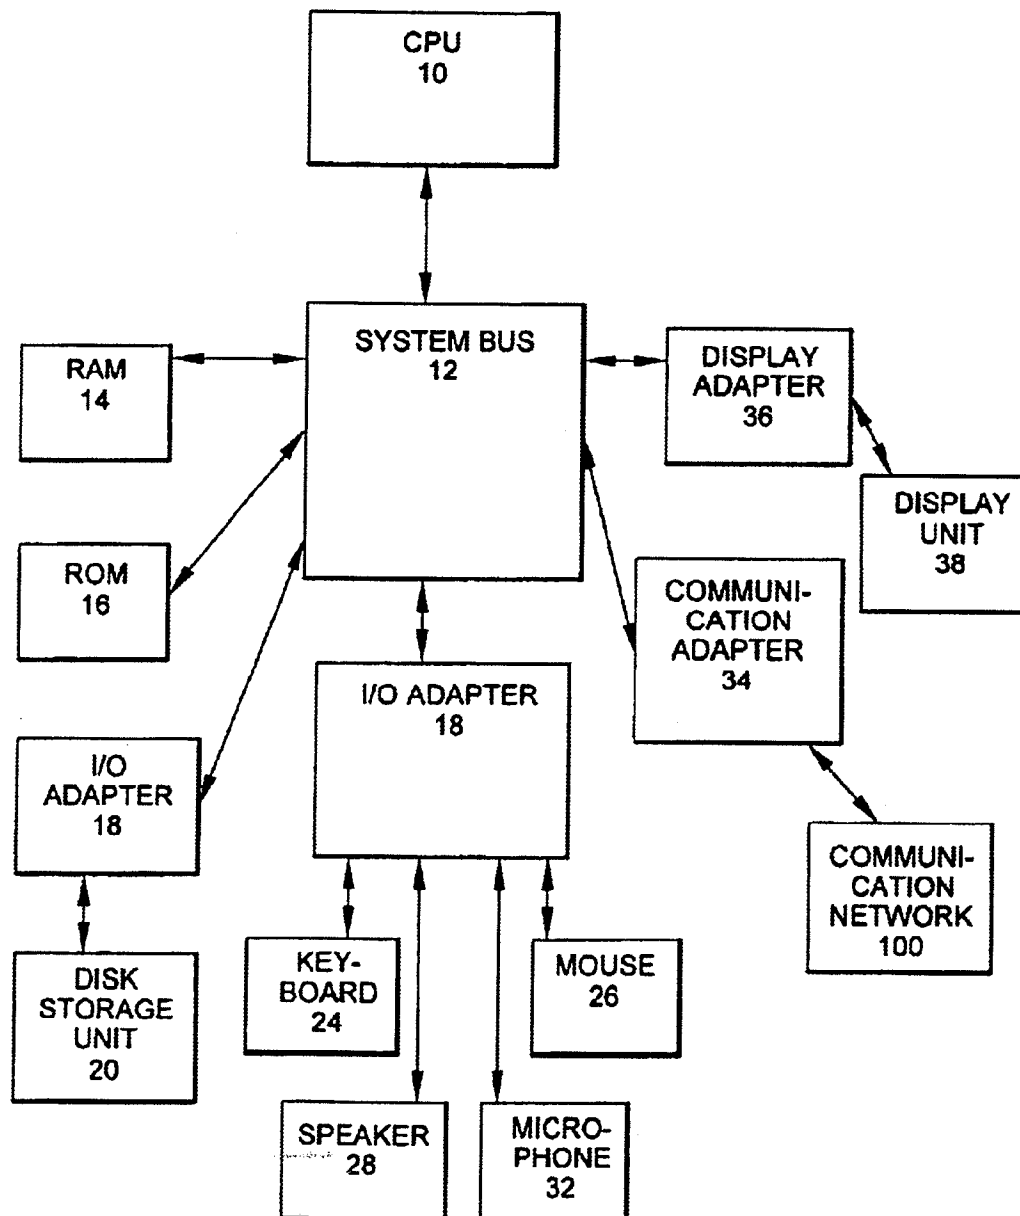 CPU
10
SYSTEM BUS
12
RAM
14
DISPLAY
ADAPTER
36
DISPLAY
UNIT
38
ROM
16
COMMUNI-
CATION
ADAPTER
34
I/O ADAPTER
18
I/O
ADAPTER
18
COMMUNI-
CATION
NETWORK
100
DISK
STORAGE
UNIT
20
KEY-
BOARD
24
MOUSE
26
SPEAKER
28
MICRO-
PHONE
32